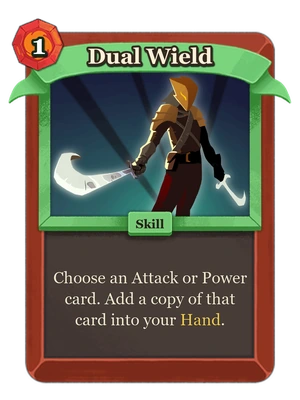 1
Dual Wield
Skill
Choose an Attack or Power
card. Add a copy of that
card into your Hand.